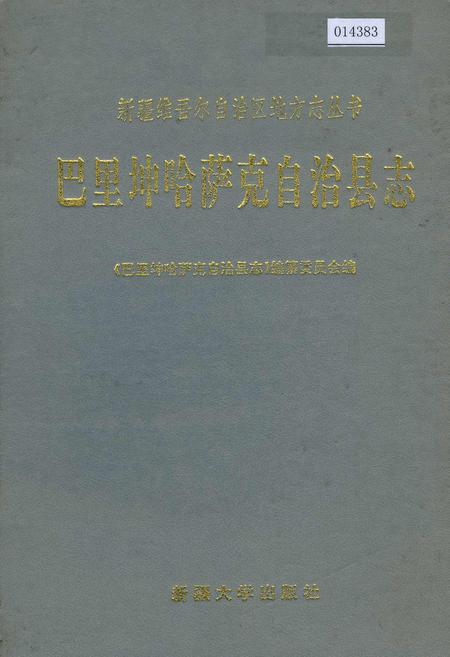 014383
新疆维吾尔自治区地方志丛书
巴里坤哈萨克自治县志
《巴里坤哈萨克自治县志》编纂委员会编
新疆大学出版社